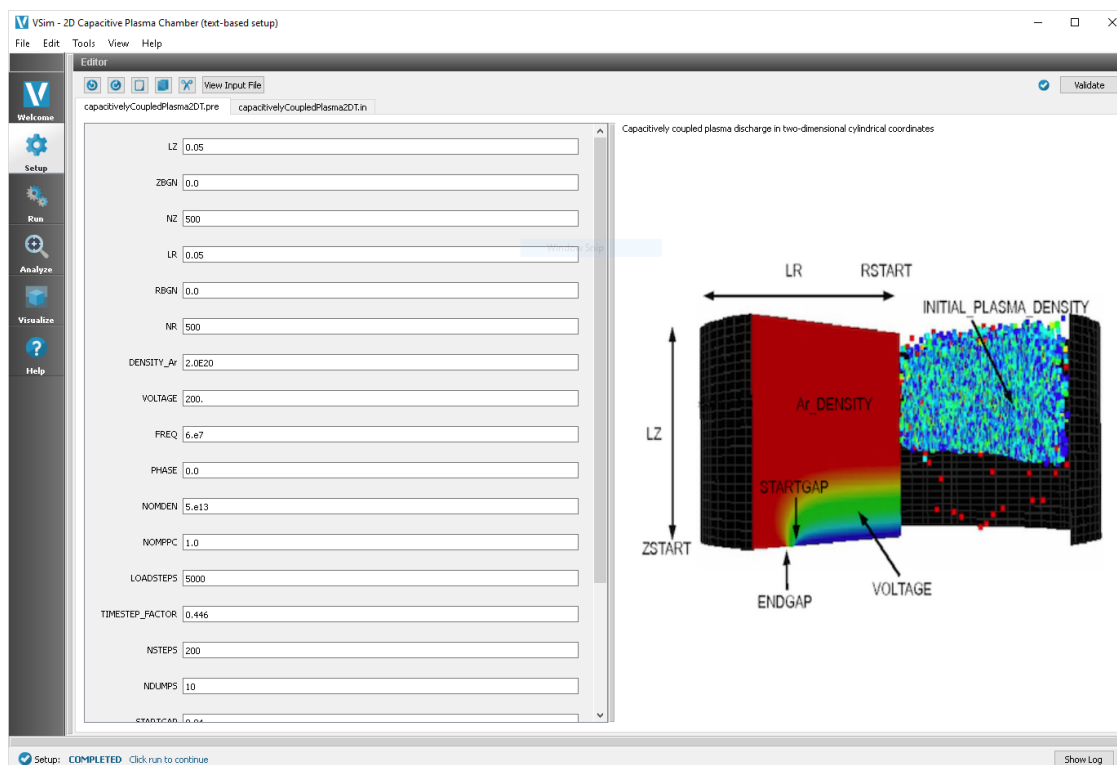 VSim - 2D Capacitive Plasma Chamber (text-based setup)
File Edit Tools View Help
Editor
View Input File
Validate
capacitivelyCoupledPlasma2DT.pre
capacitivelyCoupledPlasma2DT.in
Welcome
Setup
Run
Analyze
Visualize
Help
LZ 0.05
ZBGN 0.0
NZ 500
LR 0.05
RBGN 0.0
NR 500
DENSITY_Ar 2.0E20
VOLTAGE 200.
FREQ 6.e7
PHASE 0.0
NOMDEN 5.e13
NOMPPC 1.0
LOADSTEPS 5000
TIMESTEP_FACTOR 0.446
NSTEPS 200
NDUMPS 10
STARTGAP 0.04
Window Snip
Capacitively coupled plasma discharge in two-dimensional cylindrical coordinates
LR
RSTART
INITIAL_PLASMA_DENSITY
Ar_DENSITY
LZ
STARTGAP
ZSTART
VOLTAGE
ENDGAP
Setup: COMPLETED Click run to continue
Show Log